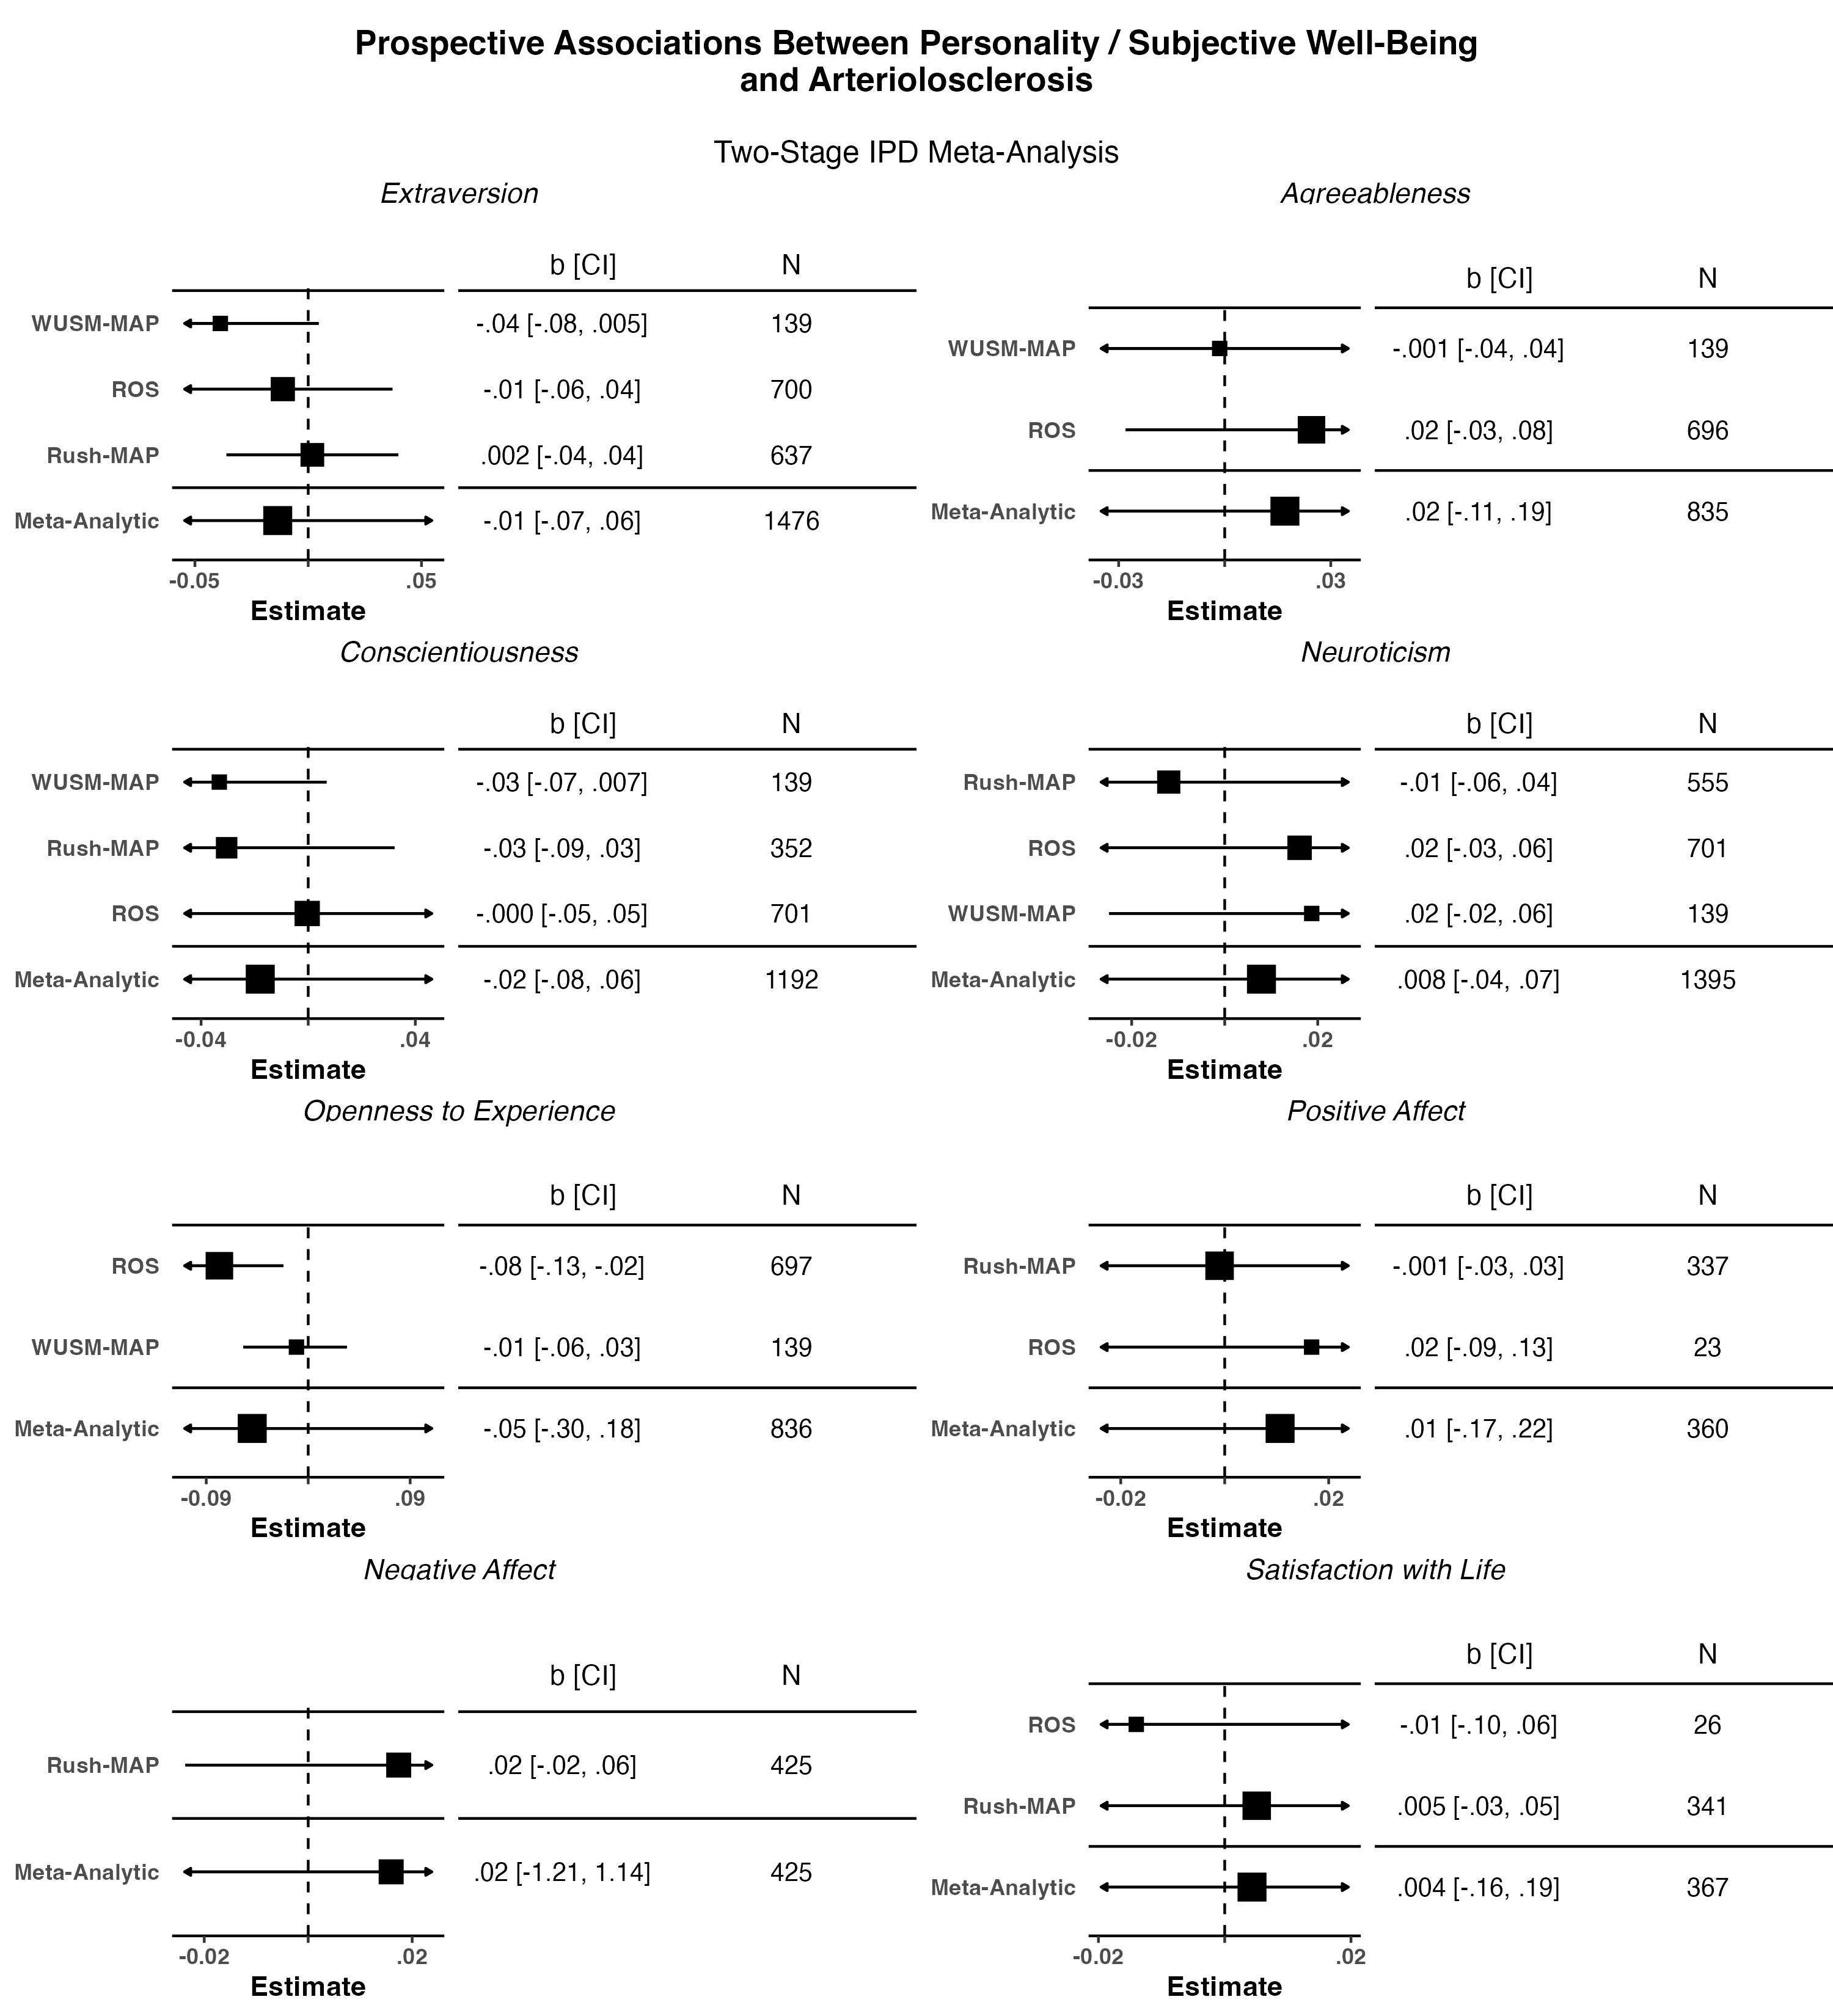 Prospective Associations Between Personality / Subjective Well-Being
and Arteriolosclerosis
Two-Stage IPD Meta-Analysis
Extraversion
b [CI] N
WUSM-MAP -.04 [-.08, .005] 139
ROS -.01 [-.06, .04] 700
Rush-MAP .002 [-.04, .04] 637
Meta-Analytic -.01 [-.07, .06] 1476
-0.05 .05
Estimate
Agreeableness
b [CI] N
WUSM-MAP -.001 [-.04, .04] 139
ROS .02 [-.03, .08] 696
Meta-Analytic .02 [-.11, .19] 835
-0.03 .03
Estimate
Conscientiousness
b [CI] N
WUSM-MAP -.03 [-.07, .007] 139
Rush-MAP -.03 [-.09, .03] 352
ROS -.000 [-.05, .05] 701
Meta-Analytic -.02 [-.08, .06] 1192
-0.04 .04
Estimate
Neuroticism
b [CI] N
Rush-MAP -.01 [-.06, .04] 555
ROS .02 [-.03, .06] 701
WUSM-MAP .02 [-.02, .06] 139
Meta-Analytic .008 [-.04, .07] 1395
-0.02 .02
Estimate
Openness to Experience
b [CI] N
ROS -.08 [-.13, -.02] 697
WUSM-MAP -.01 [-.06, .03] 139
Meta-Analytic -.05 [-.30, .18] 836
-0.09 .09
Estimate
Positive Affect
b [CI] N
Rush-MAP -.001 [-.03, .03] 337
ROS .02 [-.09, .13] 23
Meta-Analytic .01 [-.17, .22] 360
-0.02 .02
Estimate
Negative Affect
b [CI] N
Rush-MAP .02 [-.02, .06] 425
Meta-Analytic .02 [-1.21, 1.14] 425
-0.02 .02
Estimate
Satisfaction with Life
b [CI] N
ROS -.01 [-.10, .06] 26
Rush-MAP .005 [-.03, .05] 341
Meta-Analytic .004 [-.16, .19] 367
-0.02 .02
Estimate